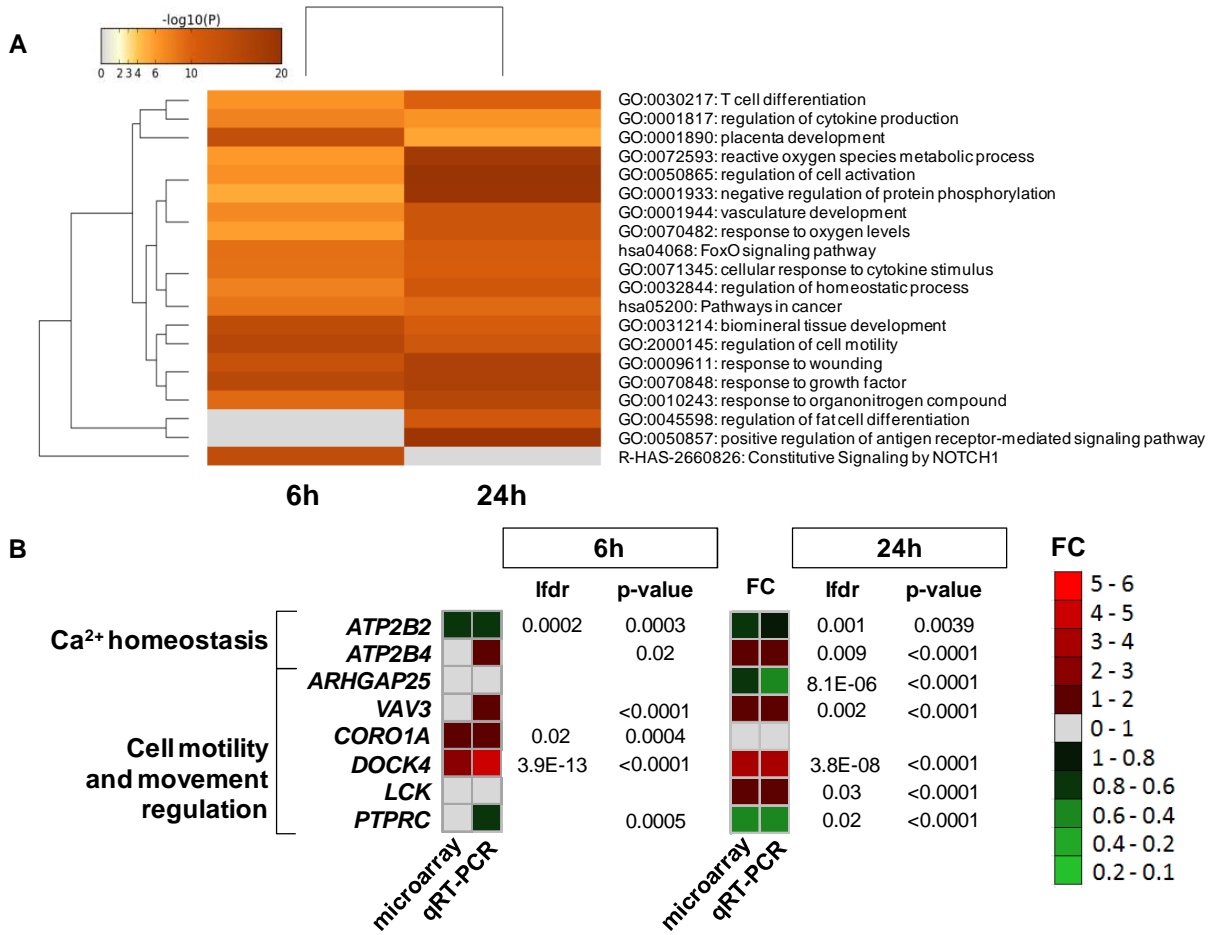 A
-log10(P)
0 2 3 4 6 10 20
GO:0030217: T cell differentiation
GO:0001817: regulation of cytokine production
GO:0001890: placenta development
GO:0072593: reactive oxygen species metabolic process
GO:0050865: regulation of cell activation
GO:0001933: negative regulation of protein phosphorylation
GO:0001944: vasculature development
GO:0070482: response to oxygen levels
hsa04068: FoxO signaling pathway
GO:0071345: cellular response to cytokine stimulus
GO:0032844: regulation of homeostatic process
hsa05200: Pathways in cancer
GO:0031214: biomineral tissue development
GO:2000145: regulation of cell motility
GO:0009611: response to wounding
GO:0070848: response to growth factor
GO:0010243: response to organonitrogen compound
GO:0045598: regulation of fat cell differentiation
GO:0050857: positive regulation of antigen receptor-mediated signaling pathway
R-HAS-2660826: Constitutive Signaling by NOTCH1
6h 24h
B
6h 24h FC
lfdr p-value FC lfdr p-value
Ca²⁺ homeostasis
ATP2B2 0.0002 0.0003 0.001 0.0039
ATP2B4 0.02 0.009 <0.0001
Cell motility
and movement
regulation
ARHGAP25 8.1E-06 <0.0001
VAV3 <0.0001 0.002 <0.0001
CORO1A 0.02 0.0004
DOCK4 3.9E-13 <0.0001 3.8E-08 <0.0001
LCK 0.03 <0.0001
PTPRC 0.0005 0.02 <0.0001
microarray
qRT-PCR
microarray
qRT-PCR
5 - 6
4 - 5
3 - 4
2 - 3
1 - 2
0 - 1
1 - 0.8
0.8 - 0.6
0.6 - 0.4
0.4 - 0.2
0.2 - 0.1